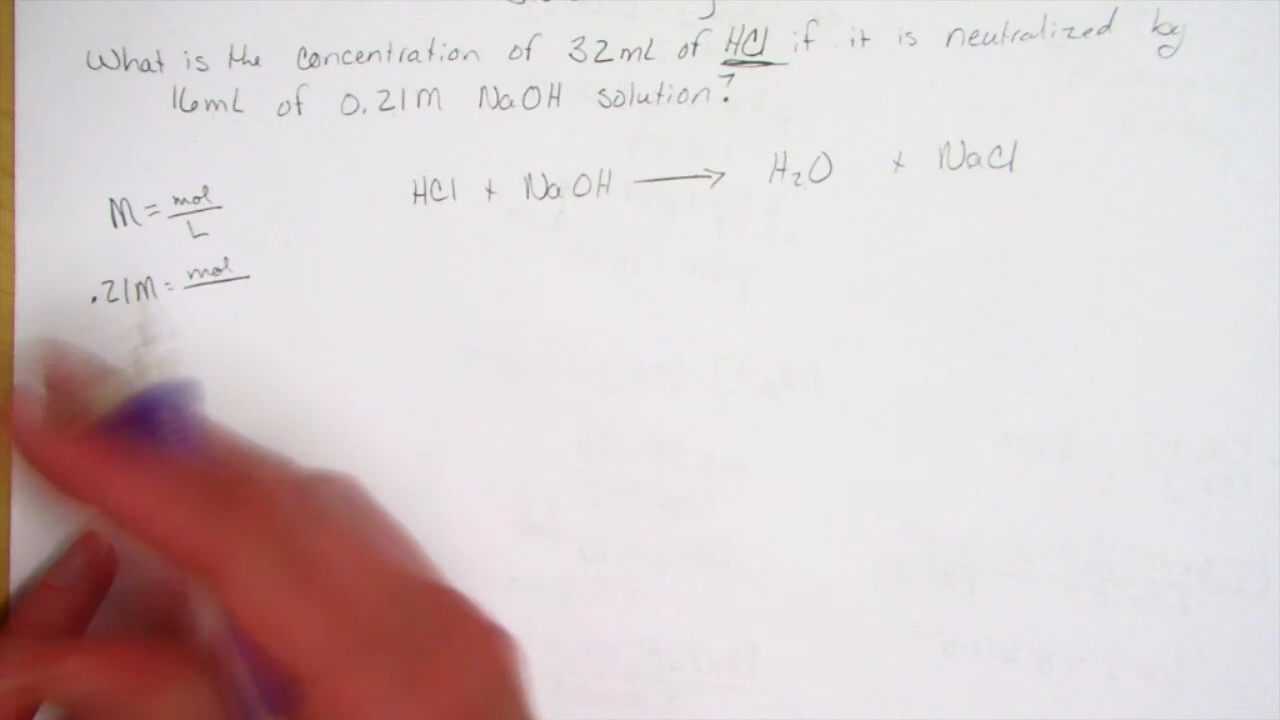 What is the concentration of 32mL of HCl if it is neutralized by
16mL of 0.21M NaOH solution?
HCl + NaOH ⟶ H₂O + NaCl
M = mol/L
.21M = mol/